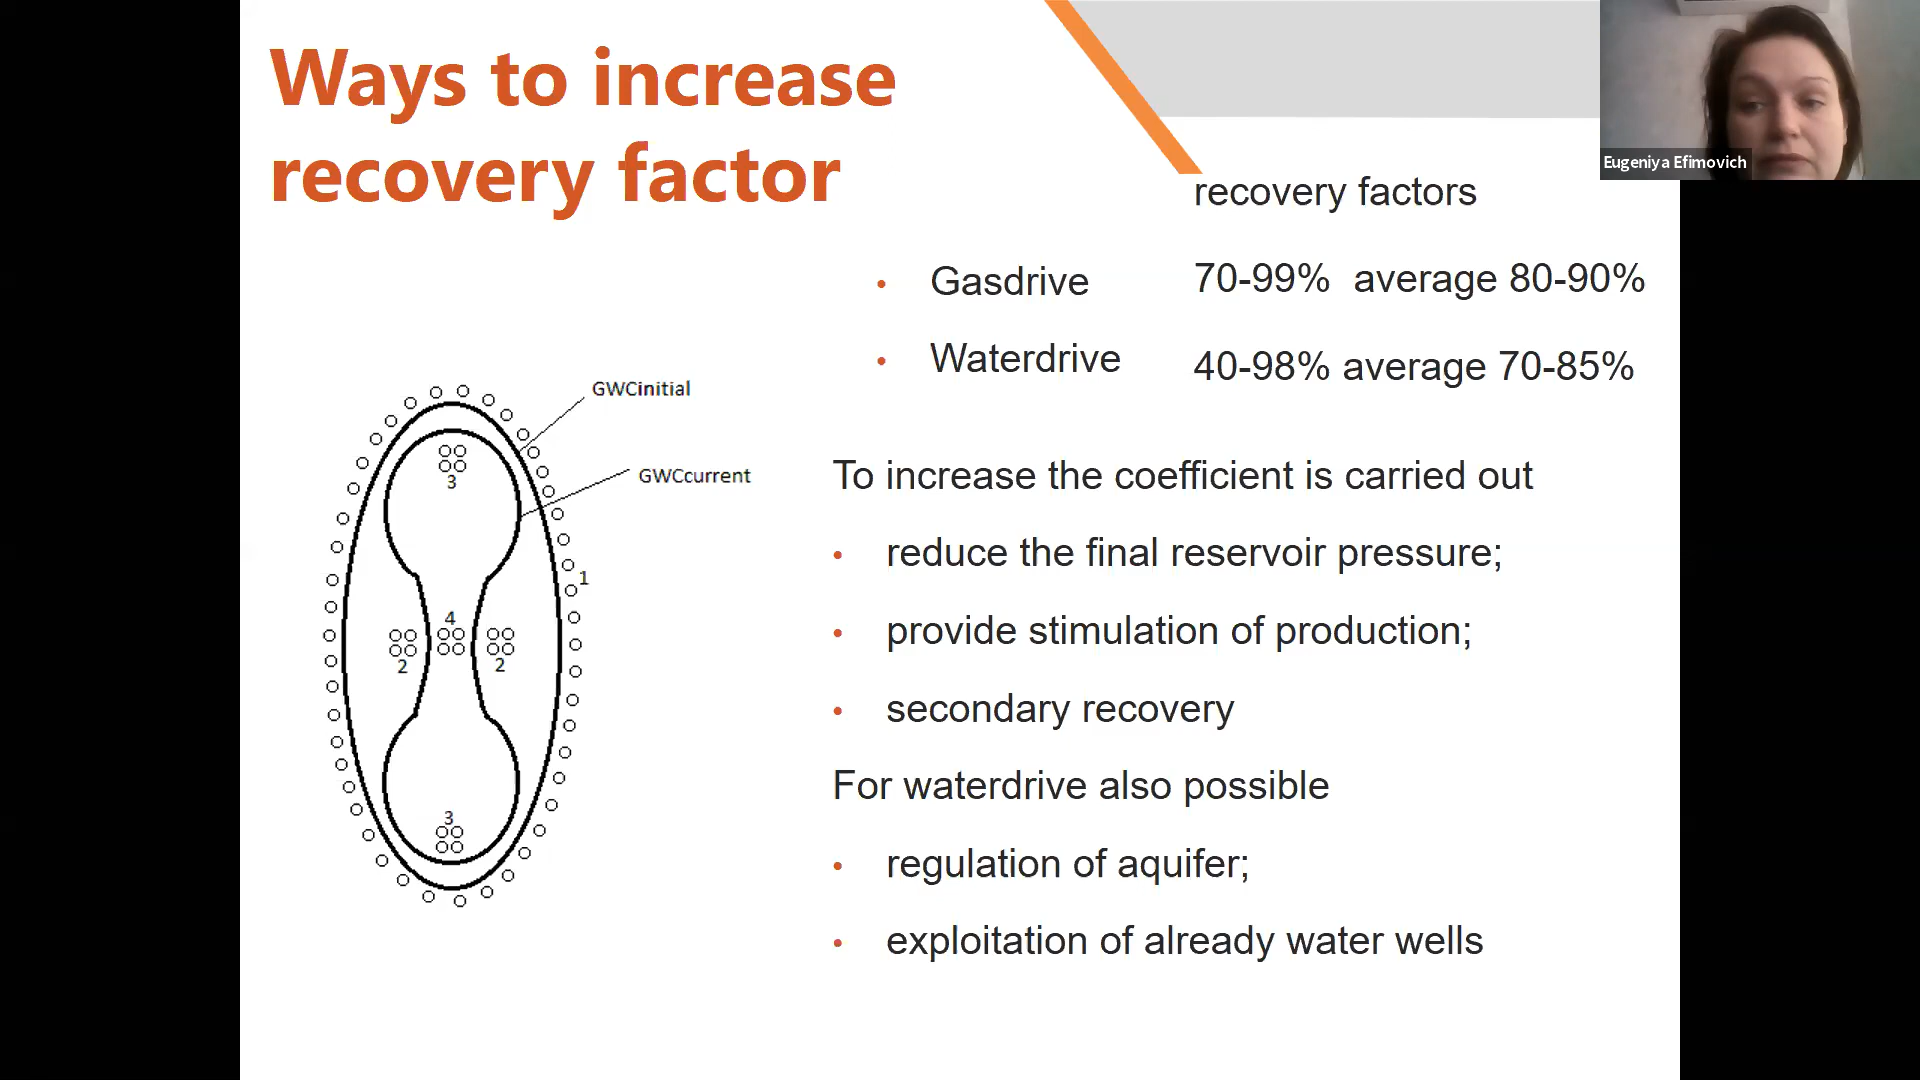 Ways to increase
recovery factor
Eugeniya Efimovich
recovery factors
• Gasdrive 70-99% average 80-90%
• Waterdrive 40-98% average 70-85%
GWCinitial
GWCcurrent
3
1
4
2
2
3
To increase the coefficient is carried out
• reduce the final reservoir pressure;
• provide stimulation of production;
• secondary recovery
For waterdrive also possible
• regulation of aquifer;
• exploitation of already water wells